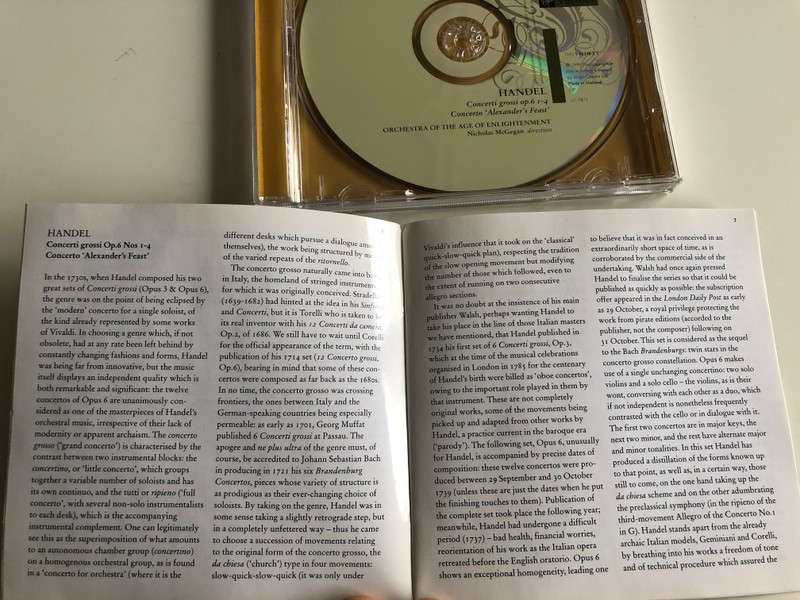 HANDEL
Concerti grossi op.6 1-4
Concerto 'Alexander's Feast'
ORCHESTRA OF THE AGE OF ENLIGHTENMENT
Nicholas McGegan direction
HANDEL
Concerti grossi Op.6 Nos 1-4
Concerto 'Alexander's Feast'
In the 1730s, when Handel composed his two
great sets of Concerti grossi (Opus 3 & Opus 6),
the genre was on the point of being eclipsed by
the 'modern' concerto for a single soloist, of
the kind already represented by some works
of Vivaldi. In choosing a genre which, if not
obsolete, had at any rate been left behind by
constantly changing fashions and forms, Handel
was being far from innovative, but the music
itself displays an independent quality which is
both remarkable and significant: the twelve
concertos of Opus 6 are unanimously con-
sidered as one of the masterpieces of Handel's
orchestral music, irrespective of their lack of
modernity or apparent archaism. The concerto
grosso ('grand concerto') is characterised by the
contrast between two instrumental blocks: the
concertino, or 'little concerto', which groups
together a variable number of soloists and has
its own continuo, and the tutti or ripieno ('full
concerto', with several non-solo instrumentalists
to each desk), which is the accompanying
instrumental complement. One can legitimately
see this as the superimposition of what amounts
to an autonomous chamber group (concertino)
on a homogenous orchestral group, as is found
in a 'concerto for orchestra' (where it is the
different desks which pursue a dialogue
themselves), the work being structured by
of the varied repeats of the ritornello.
The concerto grosso naturally came into
in Italy, the homeland of stringed instruments
for which it was originally conceived. Stradella
(1639-1682) had hinted at the idea in his
and Concerti, but it is Torelli who is taken to
its real inventor with his 12 Concerti da camera,
Op.2, of 1686. We still have to wait until Corelli
for the official appearance of the term, with the
publication of his 1714 set (12 Concerto grossi,
Op.6), bearing in mind that some of these con-
certos were composed as far back as the 1680s.
In no time, the concerto grosso was crossing
frontiers, the ones between Italy and the
German-speaking countries being especially
permeable: as early as 1701, Georg Muffat
published 6 Concerti grossi at Passau. The
apogee and ne plus ultra of the genre must, of
course, be accredited to Johann Sebastian Bach
in producing in 1721 his six Brandenburg
Concertos, pieces whose variety of structure is
as prodigious as their ever-changing choice of
soloists. By taking on the genre, Handel was in
some sense taking a slightly retrograde step, but
in a completely unfettered way – thus he came
to choose a succession of movements relating
to the original form of the concerto grosso, the
da chiesa ('church') type in four movements:
slow-quick-slow-quick (it was only under
7
Vivaldi's influence that it took on the 'classical'
quick-slow-quick plan), respecting the tradition
of the slow opening movement but modifying
the number of those which followed, even to
the extent of running on two consecutive
allegro sections.
It was no doubt at the insistence of his main
publisher Walsh, perhaps wanting Handel to
take his place in the line of those Italian masters
we have mentioned, that Handel published in
1734 his first set of 6 Concerti grossi, Op.3,
which at the time of the musical celebrations
organised in London in 1785 for the centenary
of Handel's birth were billed as 'oboe concertos',
owing to the important role played in them by
that instrument. These are not completely
original works, some of the movements being
picked up and adapted from other works by
Handel, a practice current in the baroque era
('parody'). The following set, Opus 6, unusually
for Handel, is accompanied by precise dates of
composition: these twelve concertos were pro-
duced between 29 September and 30 October
1739 (unless these are just the dates when he put
the finishing touches to them). Publication of
the complete set took place the following year;
meanwhile, Handel had undergone a difficult
period (1737) – bad health, financial worries,
reorientation of his work as the Italian opera
retreated before the English oratorio. Opus 6
shows an exceptional homogeneity, leading one
to believe that it was in fact conceived in an
extraordinarily short space of time, as is
corroborated by the commercial side of the
undertaking. Walsh had once again pressed
Handel to finalise the series so that it could be
published as quickly as possible: the subscription
offer appeared in the London Daily Post as early
as 29 October, a royal privilege protecting the
work from pirate editions (accorded to the
publisher, not the composer) following on
31 October. This set is considered as the sequel
to the Bach Brandenburgs: twin stars in the
concerto grosso constellation. Opus 6 makes
use of a single unchanging concertino: two solo
violins and a solo cello – the violins, as is their
wont, conversing with each other as a duo, which
if not independent is nonetheless frequently
contrasted with the cello or in dialogue with it.
The first two concertos are in major keys, the
next two minor, and the rest have alternate major
and minor tonalities. In this set Handel has
produced a distillation of the forms known up
to that point, as well as, in a certain way, those
still to come, on the one hand taking up the
da chiesa scheme and on the other adumbrating
the preclassical symphony (in the ripieno of the
third-movement Allegro of the Concerto No.1
in G). Handel stands apart from the already
archaic Italian models, Geminiani and Corelli,
by breathing into his works a freedom of tone
and of technical procedure which assured the